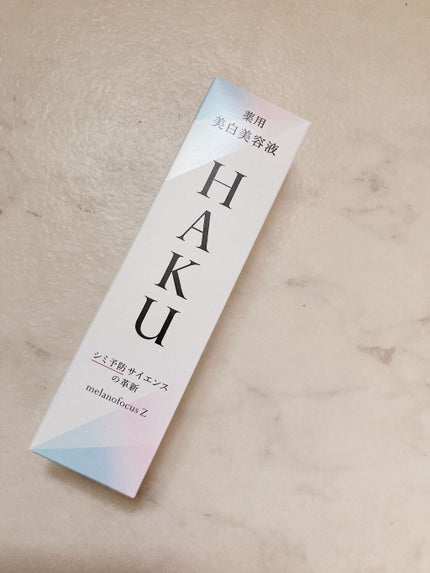 薬用
美白美容液
HAKU
シミ予防サイエンス
の革新
melanofocus Z